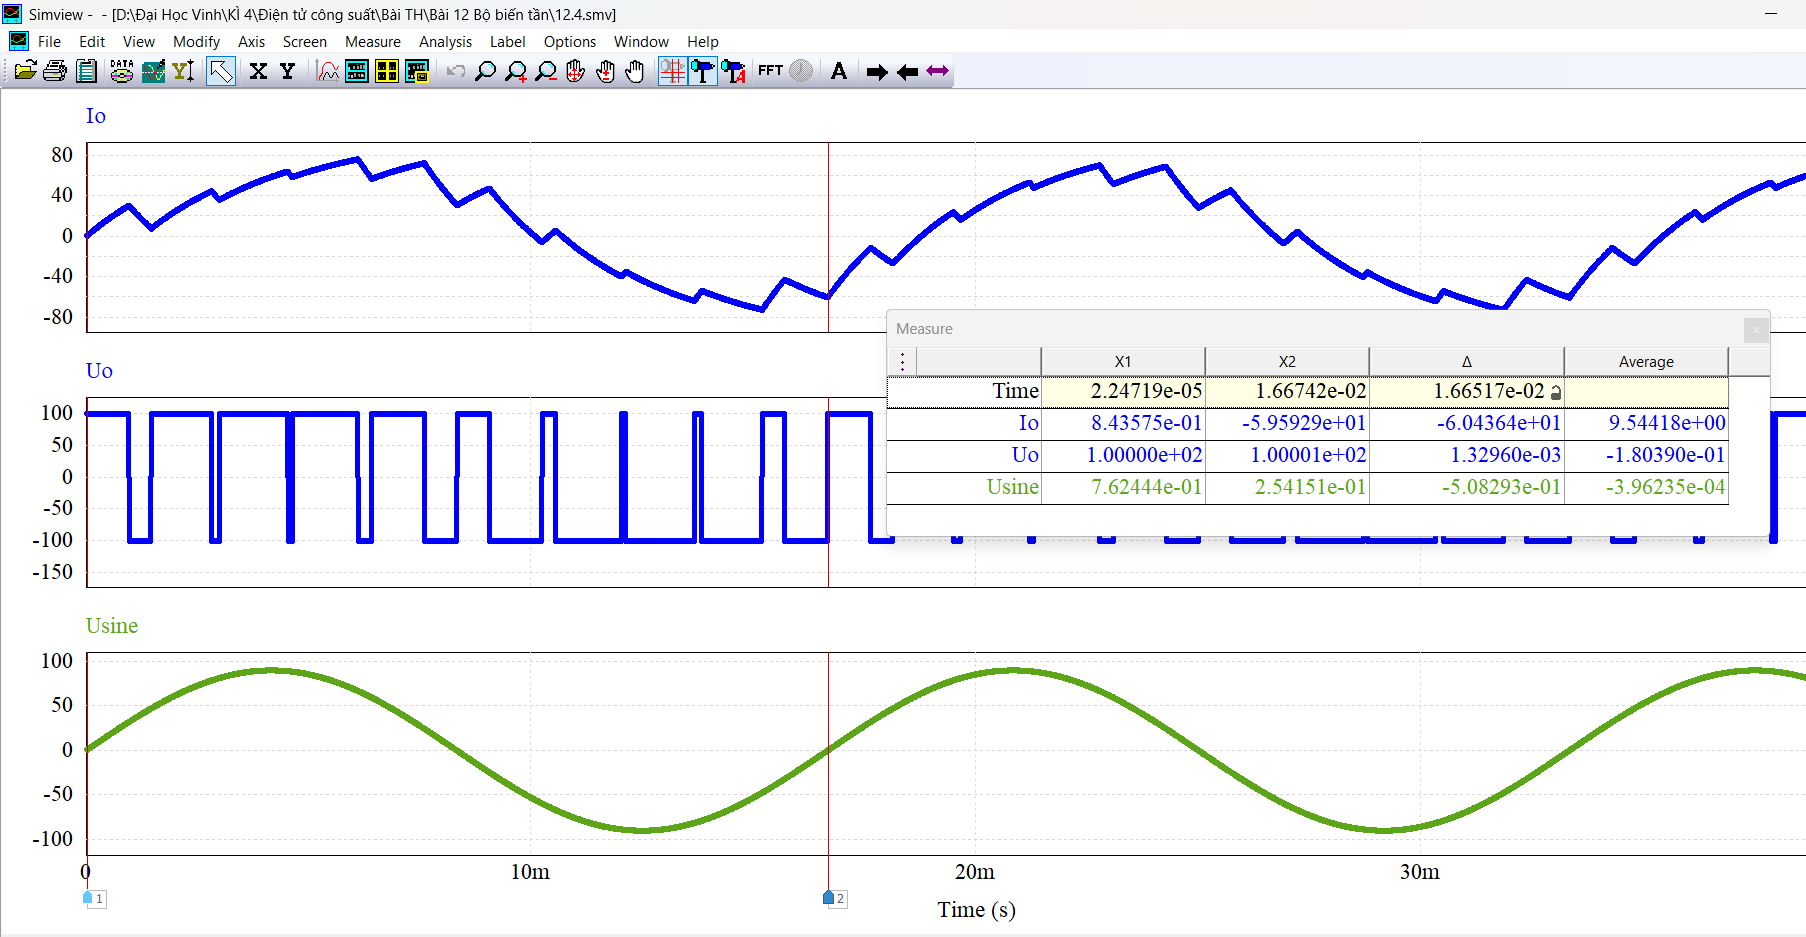 Simview - - [D:\Đại Học Vinh\KÌ 4\Điện tử công suất\Bài TH\Bài 12 Bộ biến tần\12.4.smv]
File Edit View Modify Axis Screen Measure Analysis Label Options Window Help
DATA Y X Y FFT A A
Io
80
40
0
-40
-80
Uo
100
50
0
-50
-100
-150
Measure
X1 X2 Δ Average
Time 2.24719e-05 1.66742e-02 1.66517e-02
Io 8.43575e-01 -5.95929e+01 -6.04364e+01 9.54418e+00
Uo 1.00000e+02 1.00001e+02 1.32960e-03 -1.80390e-01
Usine 7.62444e-01 2.54151e-01 -5.08293e-01 -3.96235e-04
Usine
100
50
0
-50
-100
0 10m 20m 30m
1 2
Time (s)